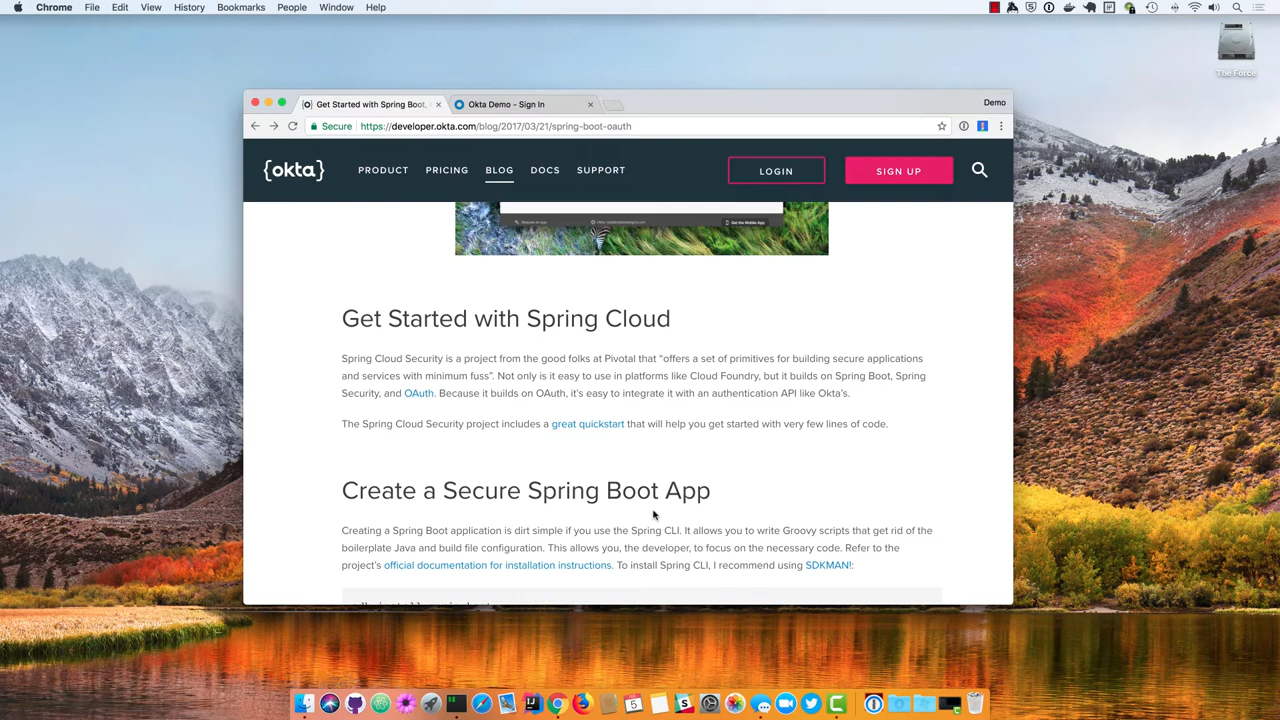 Chrome File Edit View History Bookmarks People Window Help
The Force
Get Started with Spring Boot,
Okta Demo - Sign In
Demo
Secure https://developer.okta.com/blog/2017/03/21/spring-boot-oauth
{okta} PRODUCT PRICING BLOG DOCS SUPPORT LOGIN SIGN UP
Get Started with Spring Cloud
Spring Cloud Security is a project from the good folks at Pivotal that “offers a set of primitives for building secure applications
and services with minimum fuss”. Not only is it easy to use in platforms like Cloud Foundry, but it builds on Spring Boot, Spring
Security, and OAuth. Because it builds on OAuth, it’s easy to integrate it with an authentication API like Okta’s.
The Spring Cloud Security project includes a great quickstart that will help you get started with very few lines of code.
Create a Secure Spring Boot App
Creating a Spring Boot application is dirt simple if you use the Spring CLI. It allows you to write Groovy scripts that get rid of the
boilerplate Java and build file configuration. This allows you, the developer, to focus on the necessary code. Refer to the
project’s official documentation for installation instructions. To install Spring CLI, I recommend using SDKMAN!:
5